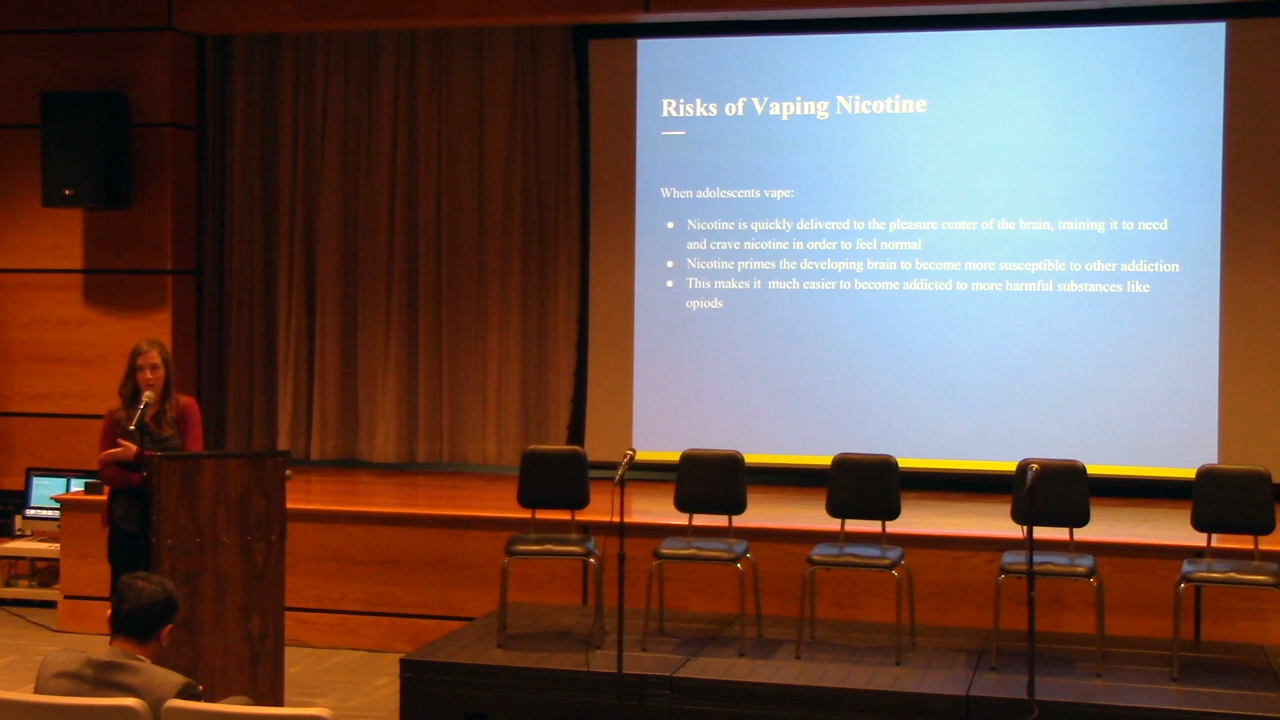 Risks of Vaping Nicotine
When adolescents vape:
● Nicotine is quickly delivered to the pleasure center of the brain, training it to need
and crave nicotine in order to feel normal
● Nicotine primes the developing brain to become more susceptible to other addiction
● This makes it much easier to become addicted to more harmful substances like
opiods